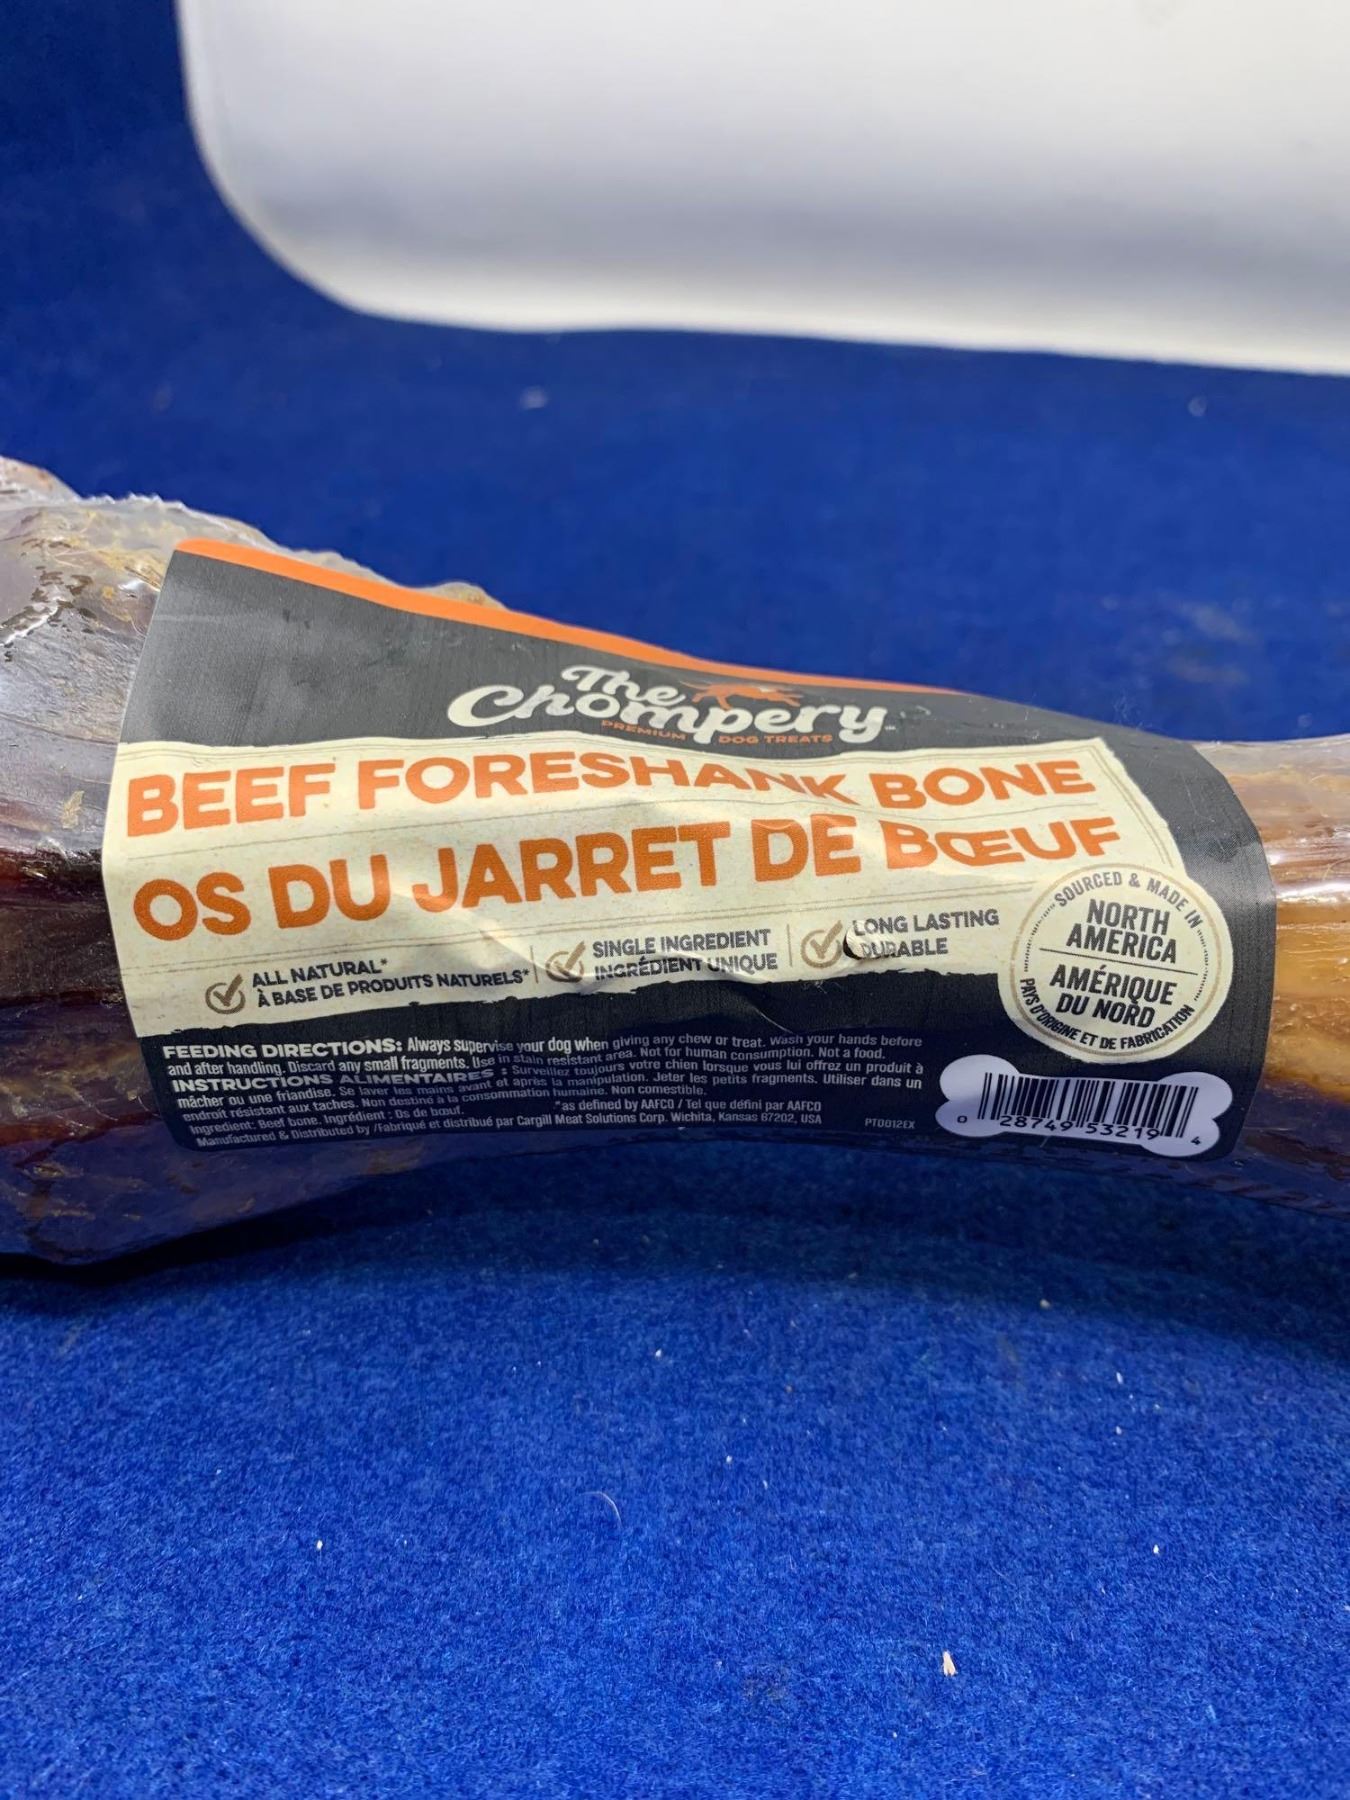 The
Chompery
PREMIUM DOG TREATS
BEEF FORESHANK BONE
OS DU JARRET DE BŒUF
ALL NATURAL*
À BASE DE PRODUITS NATURELS*
SINGLE INGREDIENT
INGRÉDIENT UNIQUE
LONG LASTING
DURABLE
SOURCED & MADE IN
NORTH
AMERICA
AMÉRIQUE
DU NORD
PAYS D'ORIGINE ET DE FABRICATION
FEEDING DIRECTIONS: Always supervise your dog when giving any chew or treat. Wash your hands before
and after handling. Discard any small fragments. Use in stain resistant area. Not for human consumption. Not a food.
INSTRUCTIONS ALIMENTAIRES : Surveillez toujours votre chien lorsque vous lui offrez un produit à
mâcher ou une friandise. Se laver les mains avant et après la manipulation. Jeter les petits fragments. Utiliser dans un
endroit résistant aux taches. Non destiné à la consommation humaine. Non comestible.
Ingredient: Beef bone. Ingrédient : Os de bœuf. *as defined by AAFCO / Tel que défini par AAFCO
Manufactured & Distributed by /Fabriqué et distribué par Cargill Meat Solutions Corp. Wichita, Kansas 67202, USA
PTD012EX
0 28749 53219 4